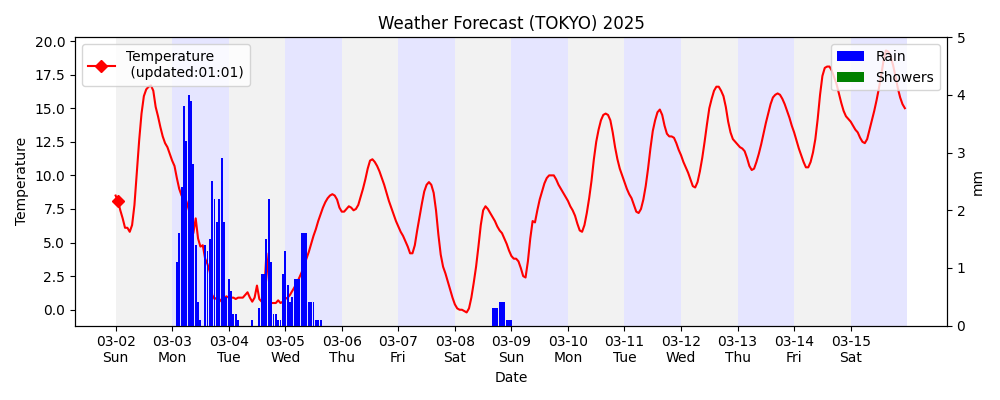 Weather Forecast (TOKYO) 2025
Temperature
(updated:01:01)
Rain
Showers
Temperature
20.0
17.5
15.0
12.5
10.0
7.5
5.0
2.5
0.0
5
4
3
2
1
0
mm
03-02 03-03 03-04 03-05 03-06 03-07 03-08 03-09 03-10 03-11 03-12 03-13 03-14 03-15
Sun Mon Tue Wed Thu Fri Sat Sun Mon Tue Wed Thu Fri Sat
Date